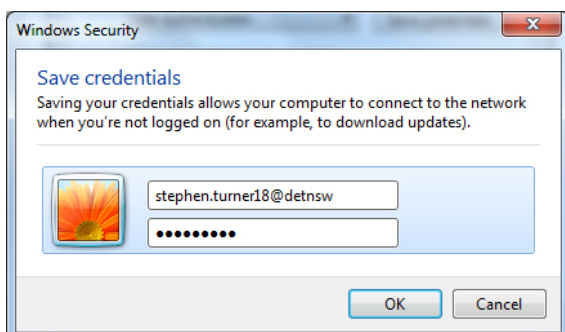 Windows Security
Save credentials
Saving your credentials allows your computer to connect to the network
when you're not logged on (for example, to download updates).
stephen.turner18@detnsw
●●●●●●●●●
OK
Cancel